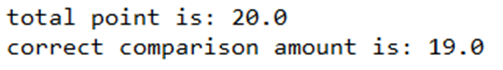 total point is: 20.0
correct comparison amount is: 19.0